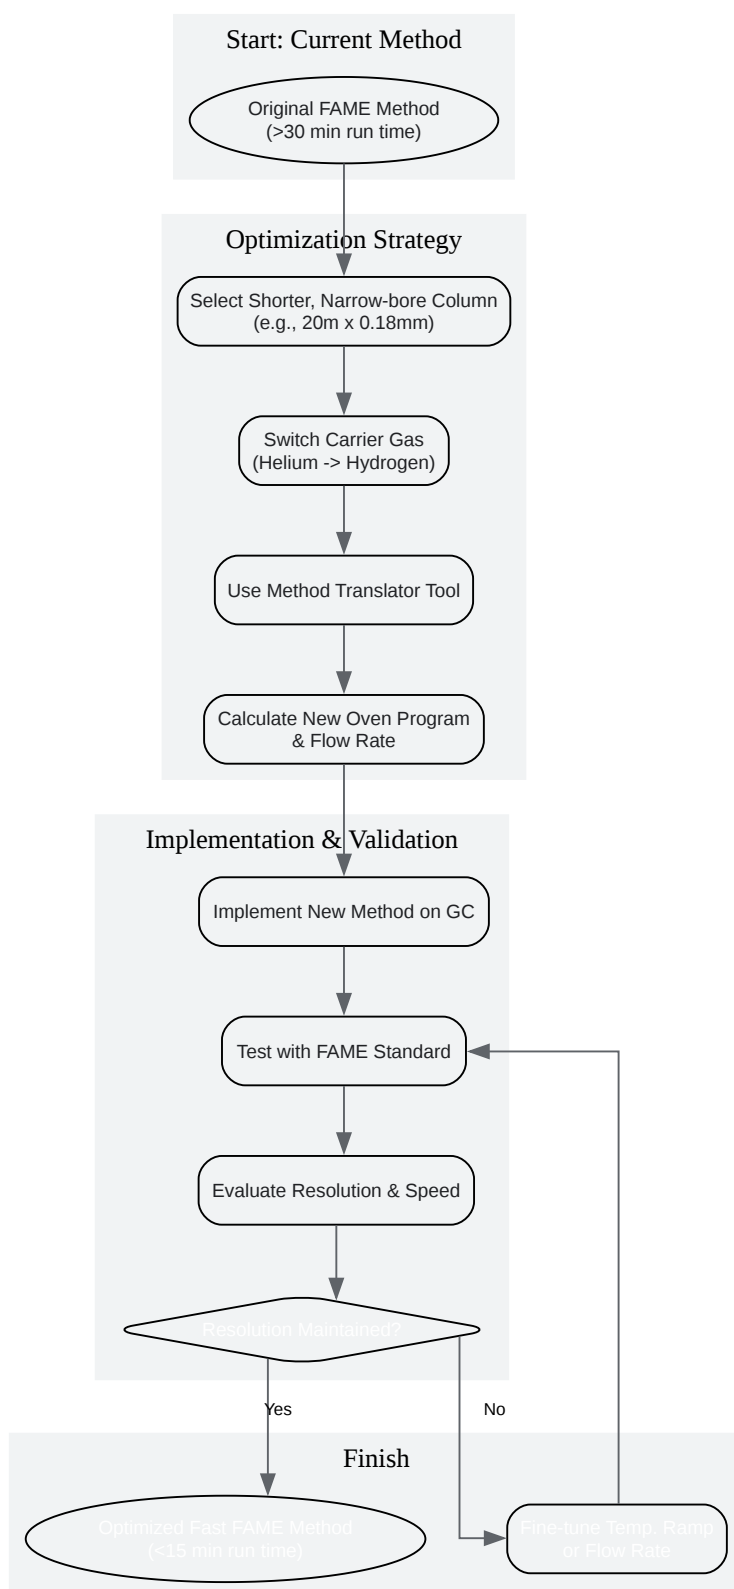 Start: Current Method
Original FAME Method
(>30 min run time)
Optimization Strategy
Select Shorter, Narrow-bore Column
(e.g., 20m x 0.18mm)
Switch Carrier Gas
(Helium -> Hydrogen)
Use Method Translator Tool
Calculate New Oven Program
& Flow Rate
Implementation & Validation
Implement New Method on GC
Test with FAME Standard
Evaluate Resolution & Speed
Resolution Maintained?
Yes
No
Finish
Optimized Fast FAME Method
(<15 min run time)
Fine-tune Temp. Ramp
or Flow Rate